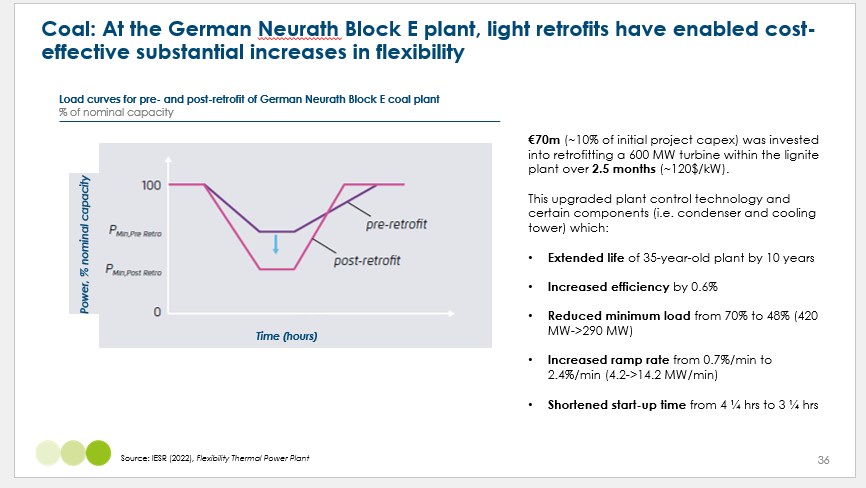 Coal: At the German Neurath Block E plant, light retrofits have enabled cost-
effective substantial increases in flexibility
Load curves for pre- and post-retrofit of German Neurath Block E coal plant
% of nominal capacity
Power, % nominal capacity
100
P Min,Pre Retro
P Min,Post Retro
0
pre-retrofit
post-retrofit
Time (hours)
€70m (~10% of initial project capex) was invested
into retrofitting a 600 MW turbine within the lignite
plant over 2.5 months (~120$/kW).
This upgraded plant control technology and
certain components (i.e. condenser and cooling
tower) which:
• Extended life of 35-year-old plant by 10 years
• Increased efficiency by 0.6%
• Reduced minimum load from 70% to 48% (420
MW->290 MW)
• Increased ramp rate from 0.7%/min to
2.4%/min (4.2->14.2 MW/min)
• Shortened start-up time from 4 ¼ hrs to 3 ¼ hrs
Source: IESR (2022), Flexibility Thermal Power Plant
36